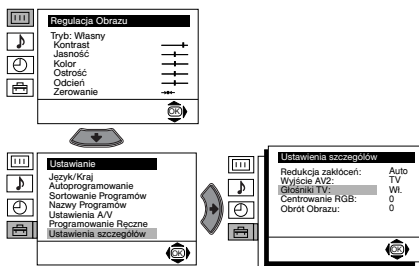 Regulacja Obrazu
Tryb: Własny
Kontrast
Jasność
Kolor
Ostrość
Odcień
Zerowanie
OK
Ustawianie
Język/Kraj
Autoprogramowanie
Sortowanie Programów
Nazwy Programów
Ustawienia A/V
Programowanie Ręczne
Ustawienia szczegółów
OK
Ustawienia szczegółów
Redukcja zakłóceń: Auto
Wyjście AV2: TV
Głośniki TV: Wł.
Centrowanie RGB: 0
Obrót Obrazu: 0
OK